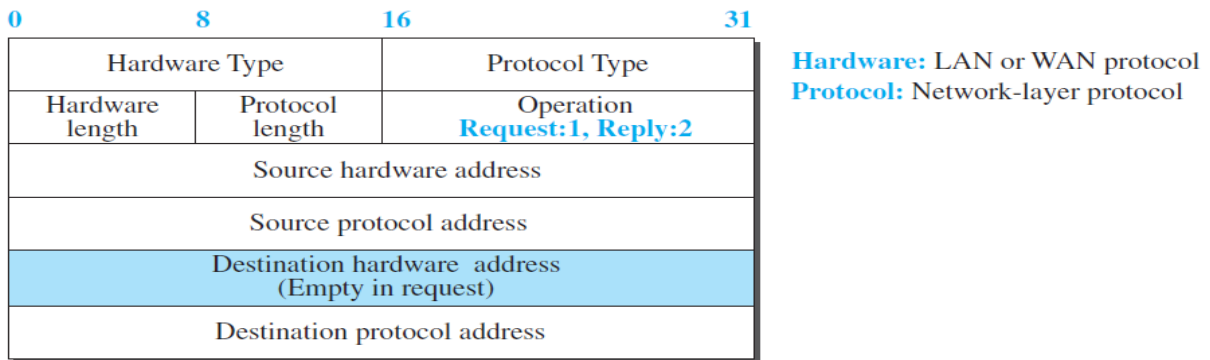 0 8 16 31
Hardware Type Protocol Type
Hardware length Protocol length Operation
Request:1, Reply:2
Source hardware address
Source protocol address
Destination hardware address
(Empty in request)
Destination protocol address
Hardware: LAN or WAN protocol
Protocol: Network-layer protocol